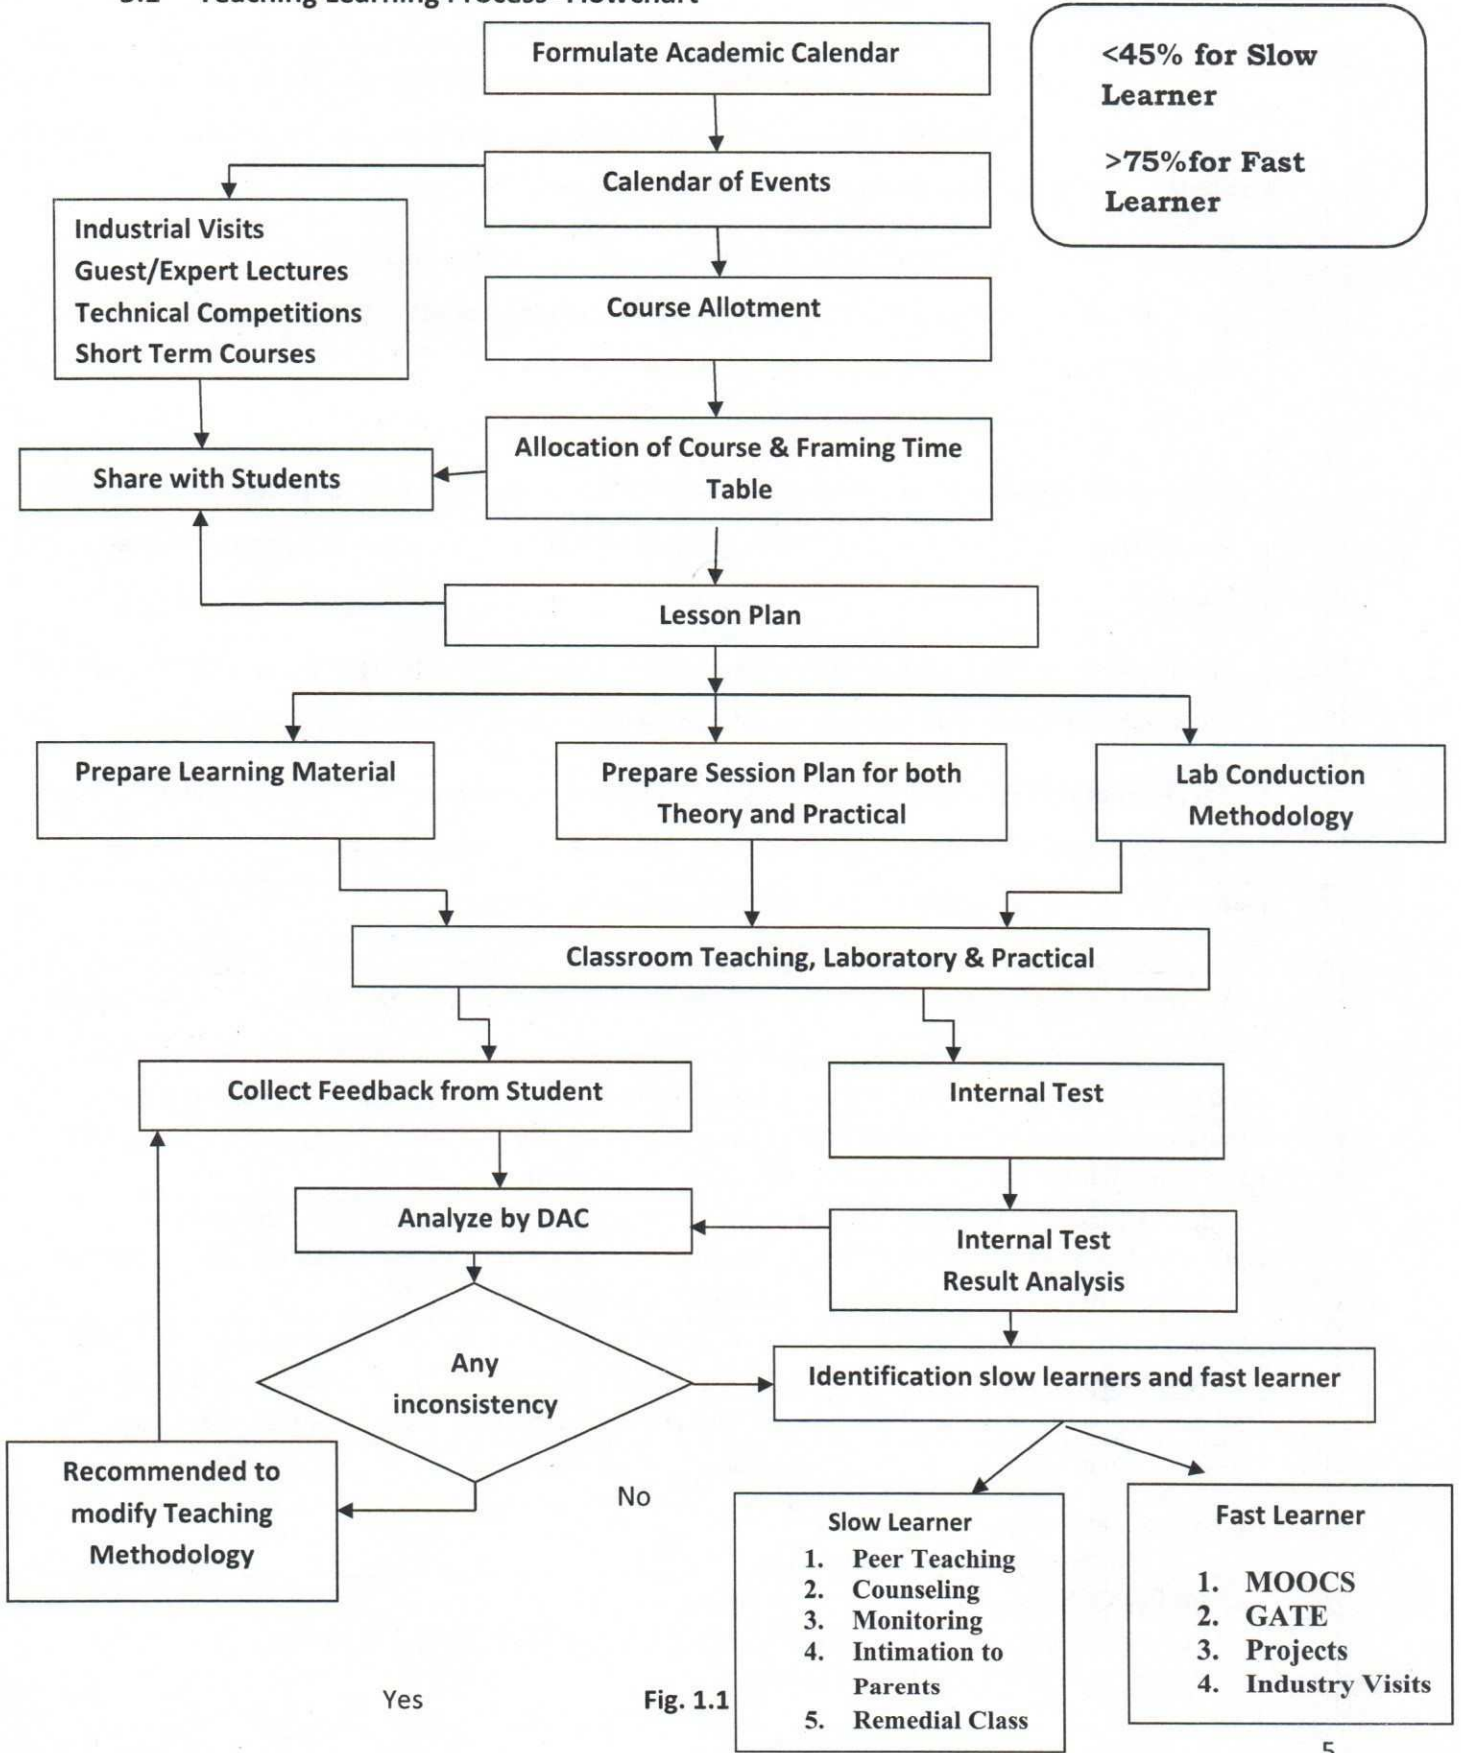 Teaching Learning Process Flowchart
Formulate Academic Calendar
<45% for Slow
Learner
>75%for Fast
Learner
Calendar of Events
Industrial Visits
Guest/Expert Lectures
Technical Competitions
Short Term Courses
Course Allotment
Allocation of Course & Framing Time
Table
Share with Students
Lesson Plan
Prepare Learning Material
Prepare Session Plan for both
Theory and Practical
Lab Conduction
Methodology
Classroom Teaching, Laboratory & Practical
Collect Feedback from Student
Internal Test
Analyze by DAC
Internal Test
Result Analysis
Any
inconsistency
Identification slow learners and fast learner
Recommended to
modify Teaching
Methodology
No
Slow Learner
1. Peer Teaching
2. Counseling
3. Monitoring
4. Intimation to
Parents
5. Remedial Class
Fast Learner
1. MOOCS
2. GATE
3. Projects
4. Industry Visits
Yes
Fig. 1.1
5